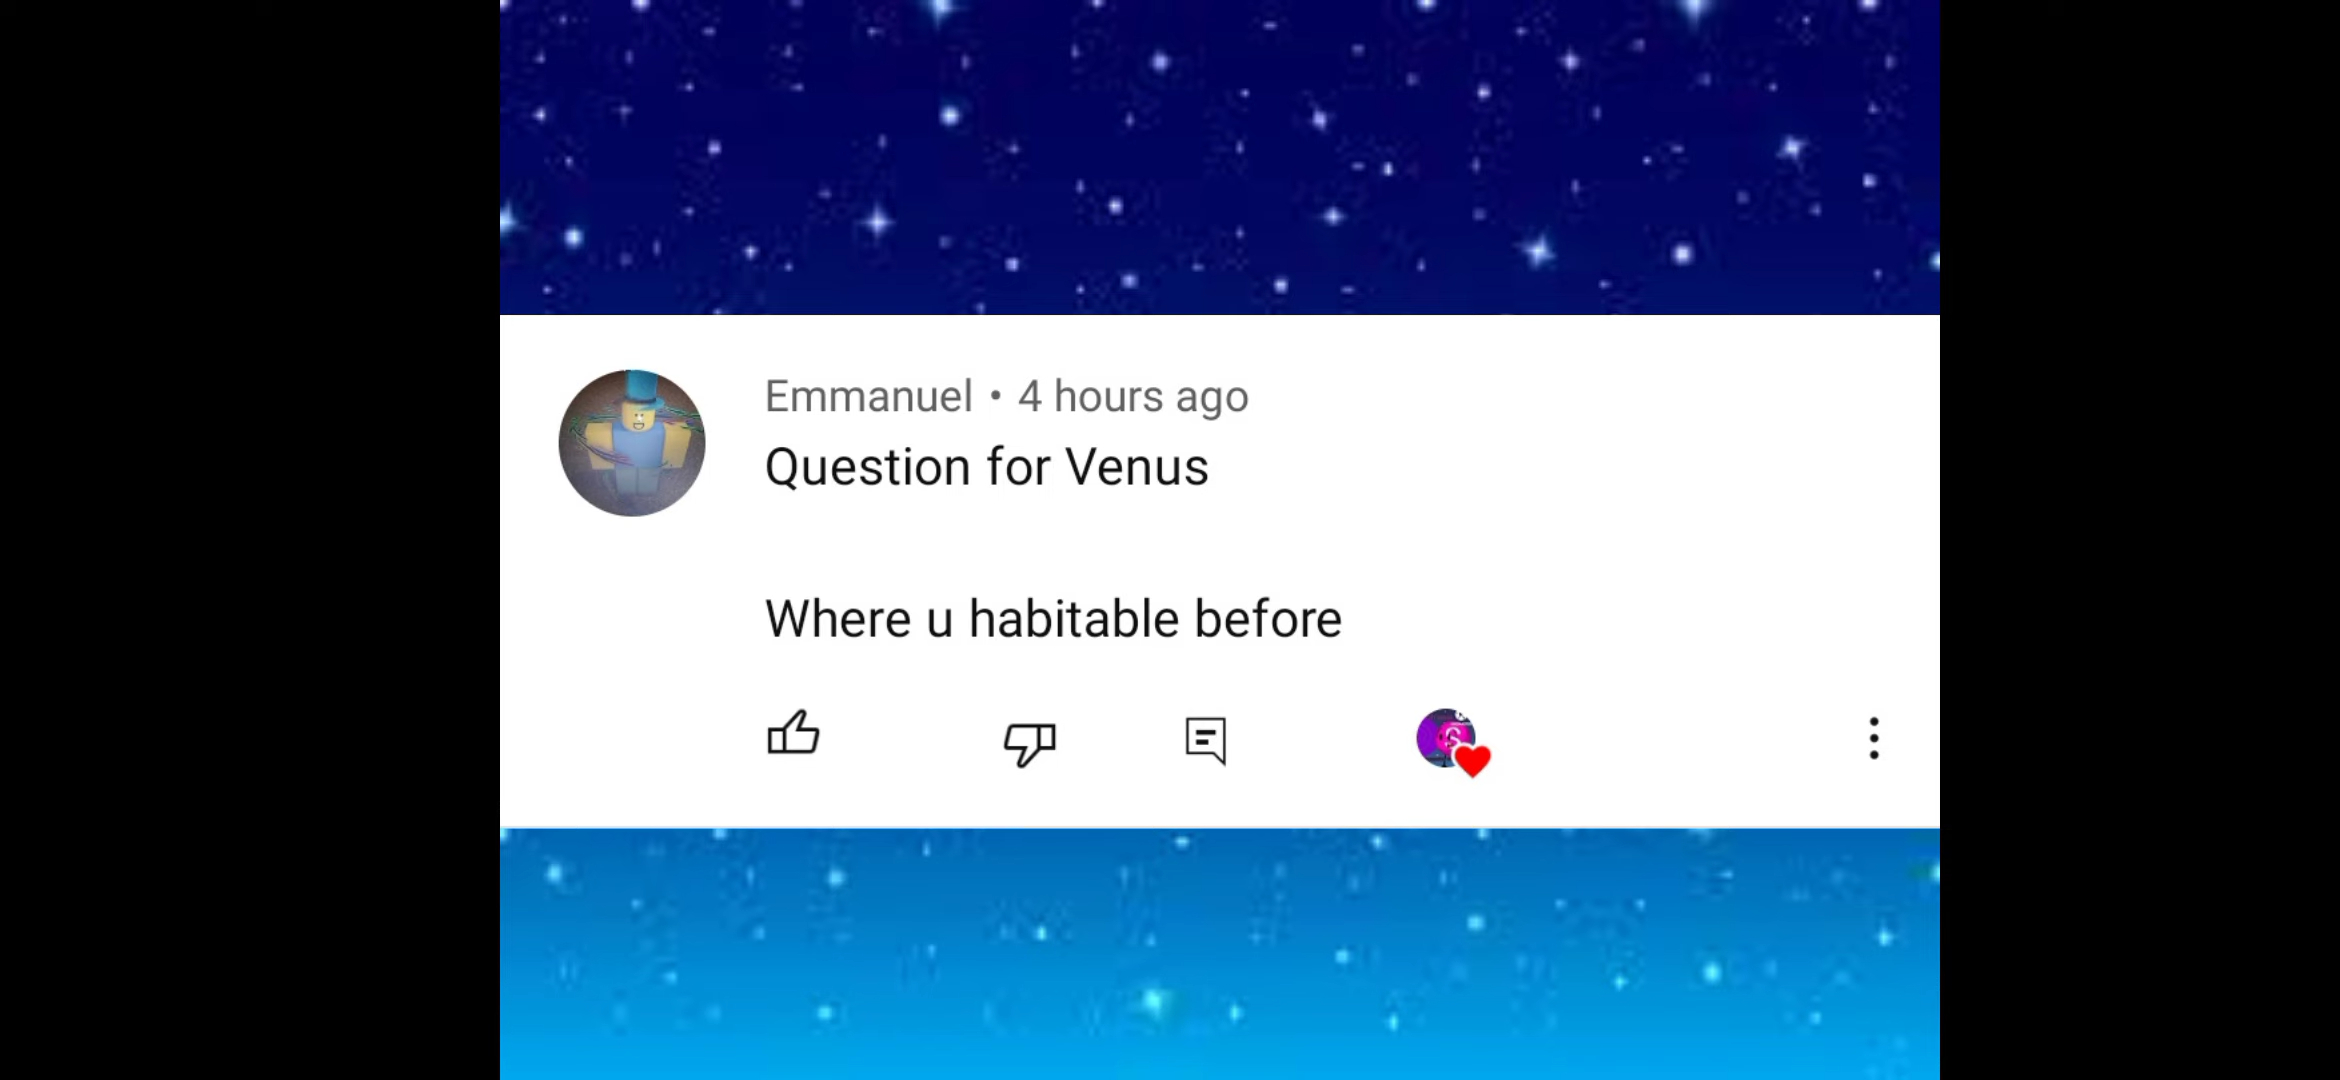 Emmanuel • 4 hours ago
Question for Venus
Where u habitable before